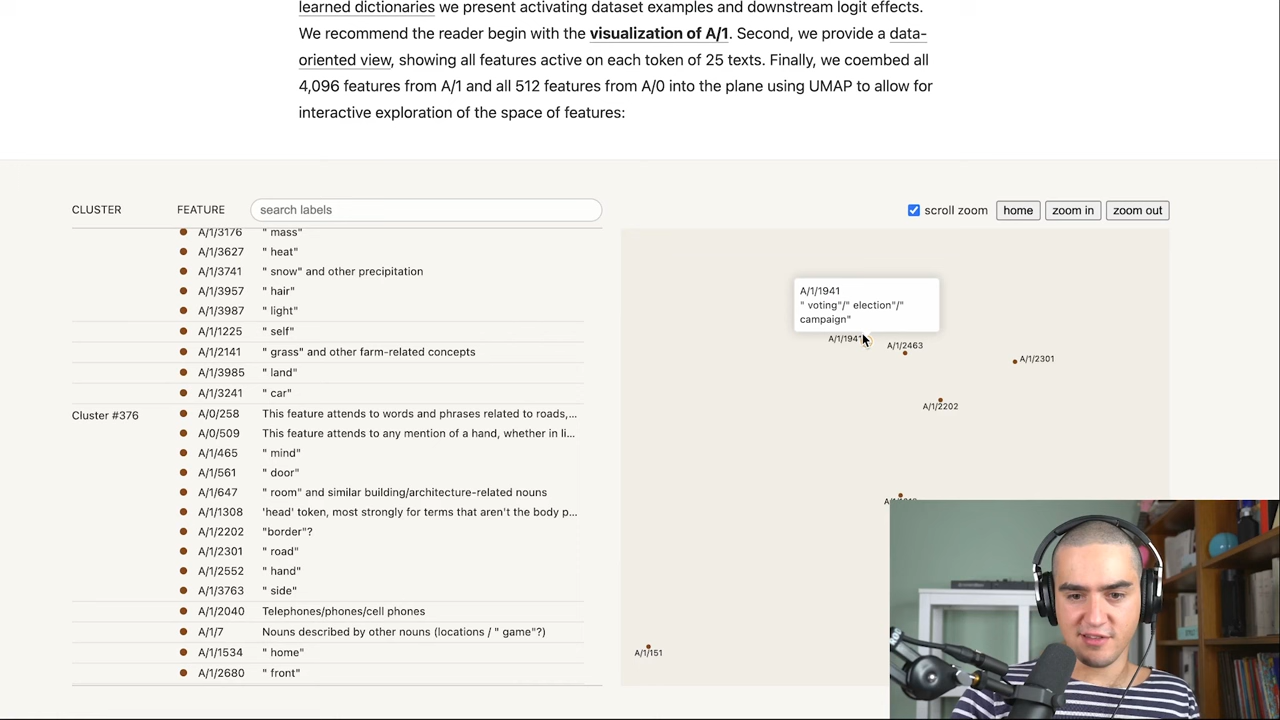 learned dictionaries we present activating dataset examples and downstream logit effects.
We recommend the reader begin with the visualization of A/1. Second, we provide a data-
oriented view, showing all features active on each token of 25 texts. Finally, we coembed all
4,096 features from A/1 and all 512 features from A/0 into the plane using UMAP to allow for
interactive exploration of the space of features:
CLUSTER FEATURE search labels
scroll zoom home zoom in zoom out
A/1/3176 " mass"
A/1/3627 " heat"
A/1/3741 " snow" and other precipitation
A/1/3957 " hair"
A/1/3987 " light"
A/1/1225 " self"
A/1/2141 " grass" and other farm-related concepts
A/1/3985 " land"
A/1/3241 " car"
Cluster #376 A/0/258 This feature attends to words and phrases related to roads,...
A/0/509 This feature attends to any mention of a hand, whether in li...
A/1/465 " mind"
A/1/561 " door"
A/1/647 " room" and similar building/architecture-related nouns
A/1/1308 'head' token, most strongly for terms that aren't the body p...
A/1/2202 "border"?
A/1/2301 " road"
A/1/2552 " hand"
A/1/3763 " side"
A/1/2040 Telephones/phones/cell phones
A/1/7 Nouns described by other nouns (locations / " game"?)
A/1/1534 " home"
A/1/2680 " front"
A/1/1941
" voting"/" election"/"
campaign"
A/1/1941
A/1/2463
A/1/2301
A/1/2202
A/1/151